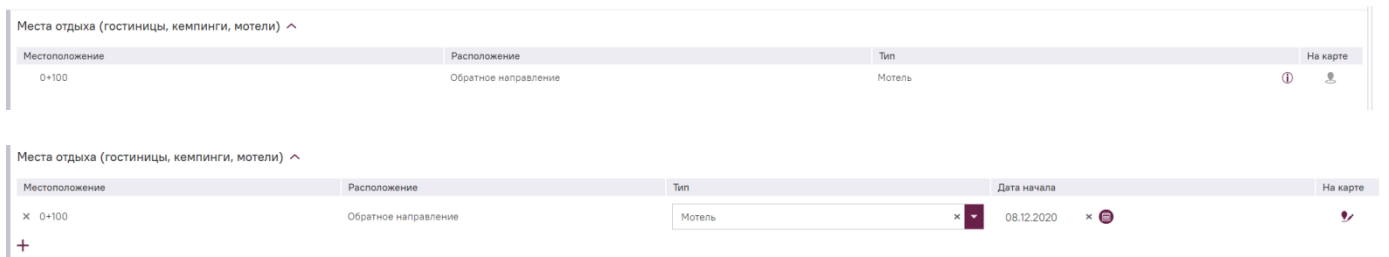 Места отдыха (гостиницы, кемпинги, мотели)
Местоположение Расположение Тип На карте
0+100 Обратное направление Мотель
Места отдыха (гостиницы, кемпинги, мотели)
Местоположение Расположение Тип Дата начала На карте
0+100 Обратное направление Мотель 08.12.2020